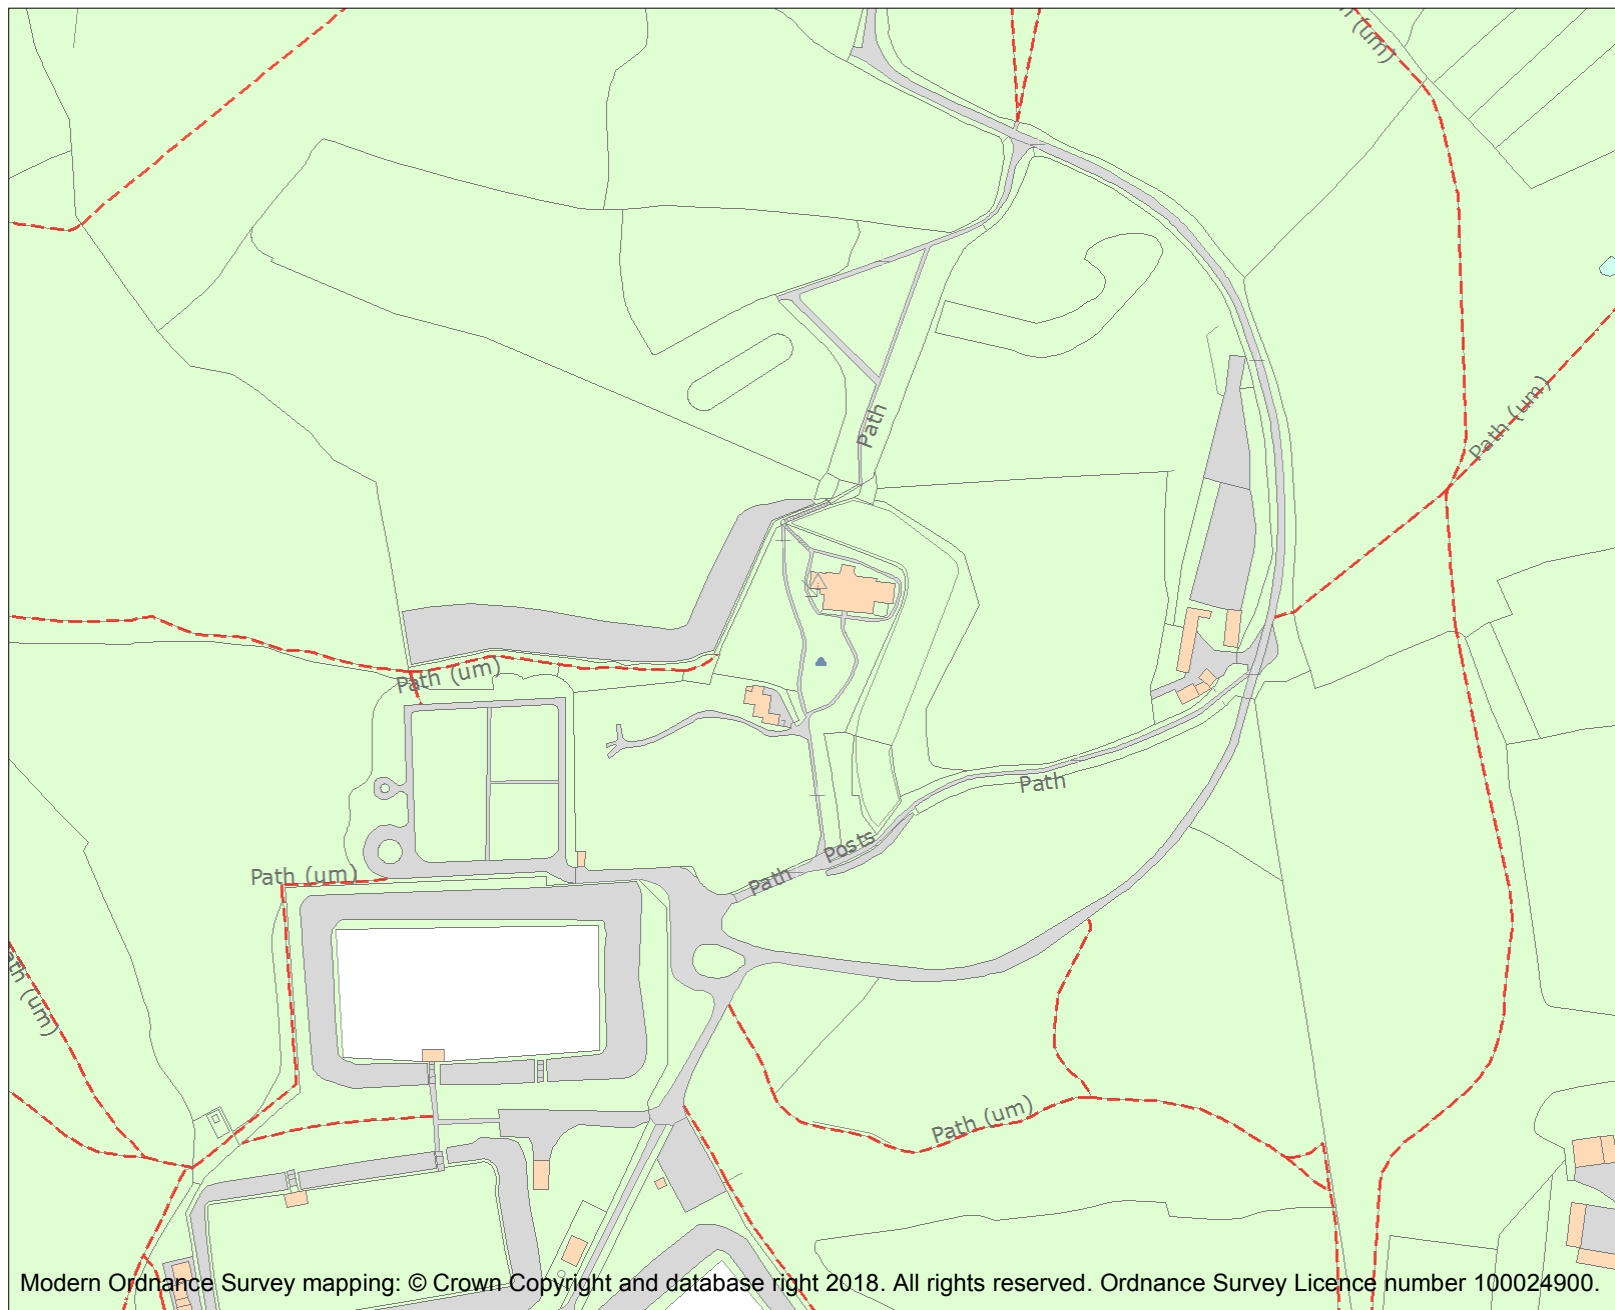 (um)
Path
Path (um)
Path (um)
Path
Posts
Path (um)
Path
Path (um)
(um)
Modern Ordnance Survey mapping: © Crown Copyright and database right 2018. All rights reserved. Ordnance Survey Licence number 100024900.